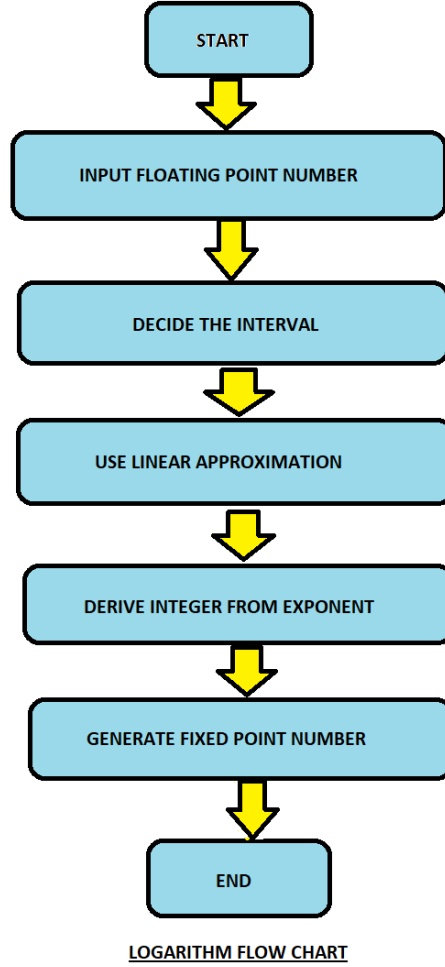 START
INPUT FLOATING POINT NUMBER
DECIDE THE INTERVAL
USE LINEAR APPROXIMATION
DERIVE INTEGER FROM EXPONENT
GENERATE FIXED POINT NUMBER
END
LOGARITHM FLOW CHART